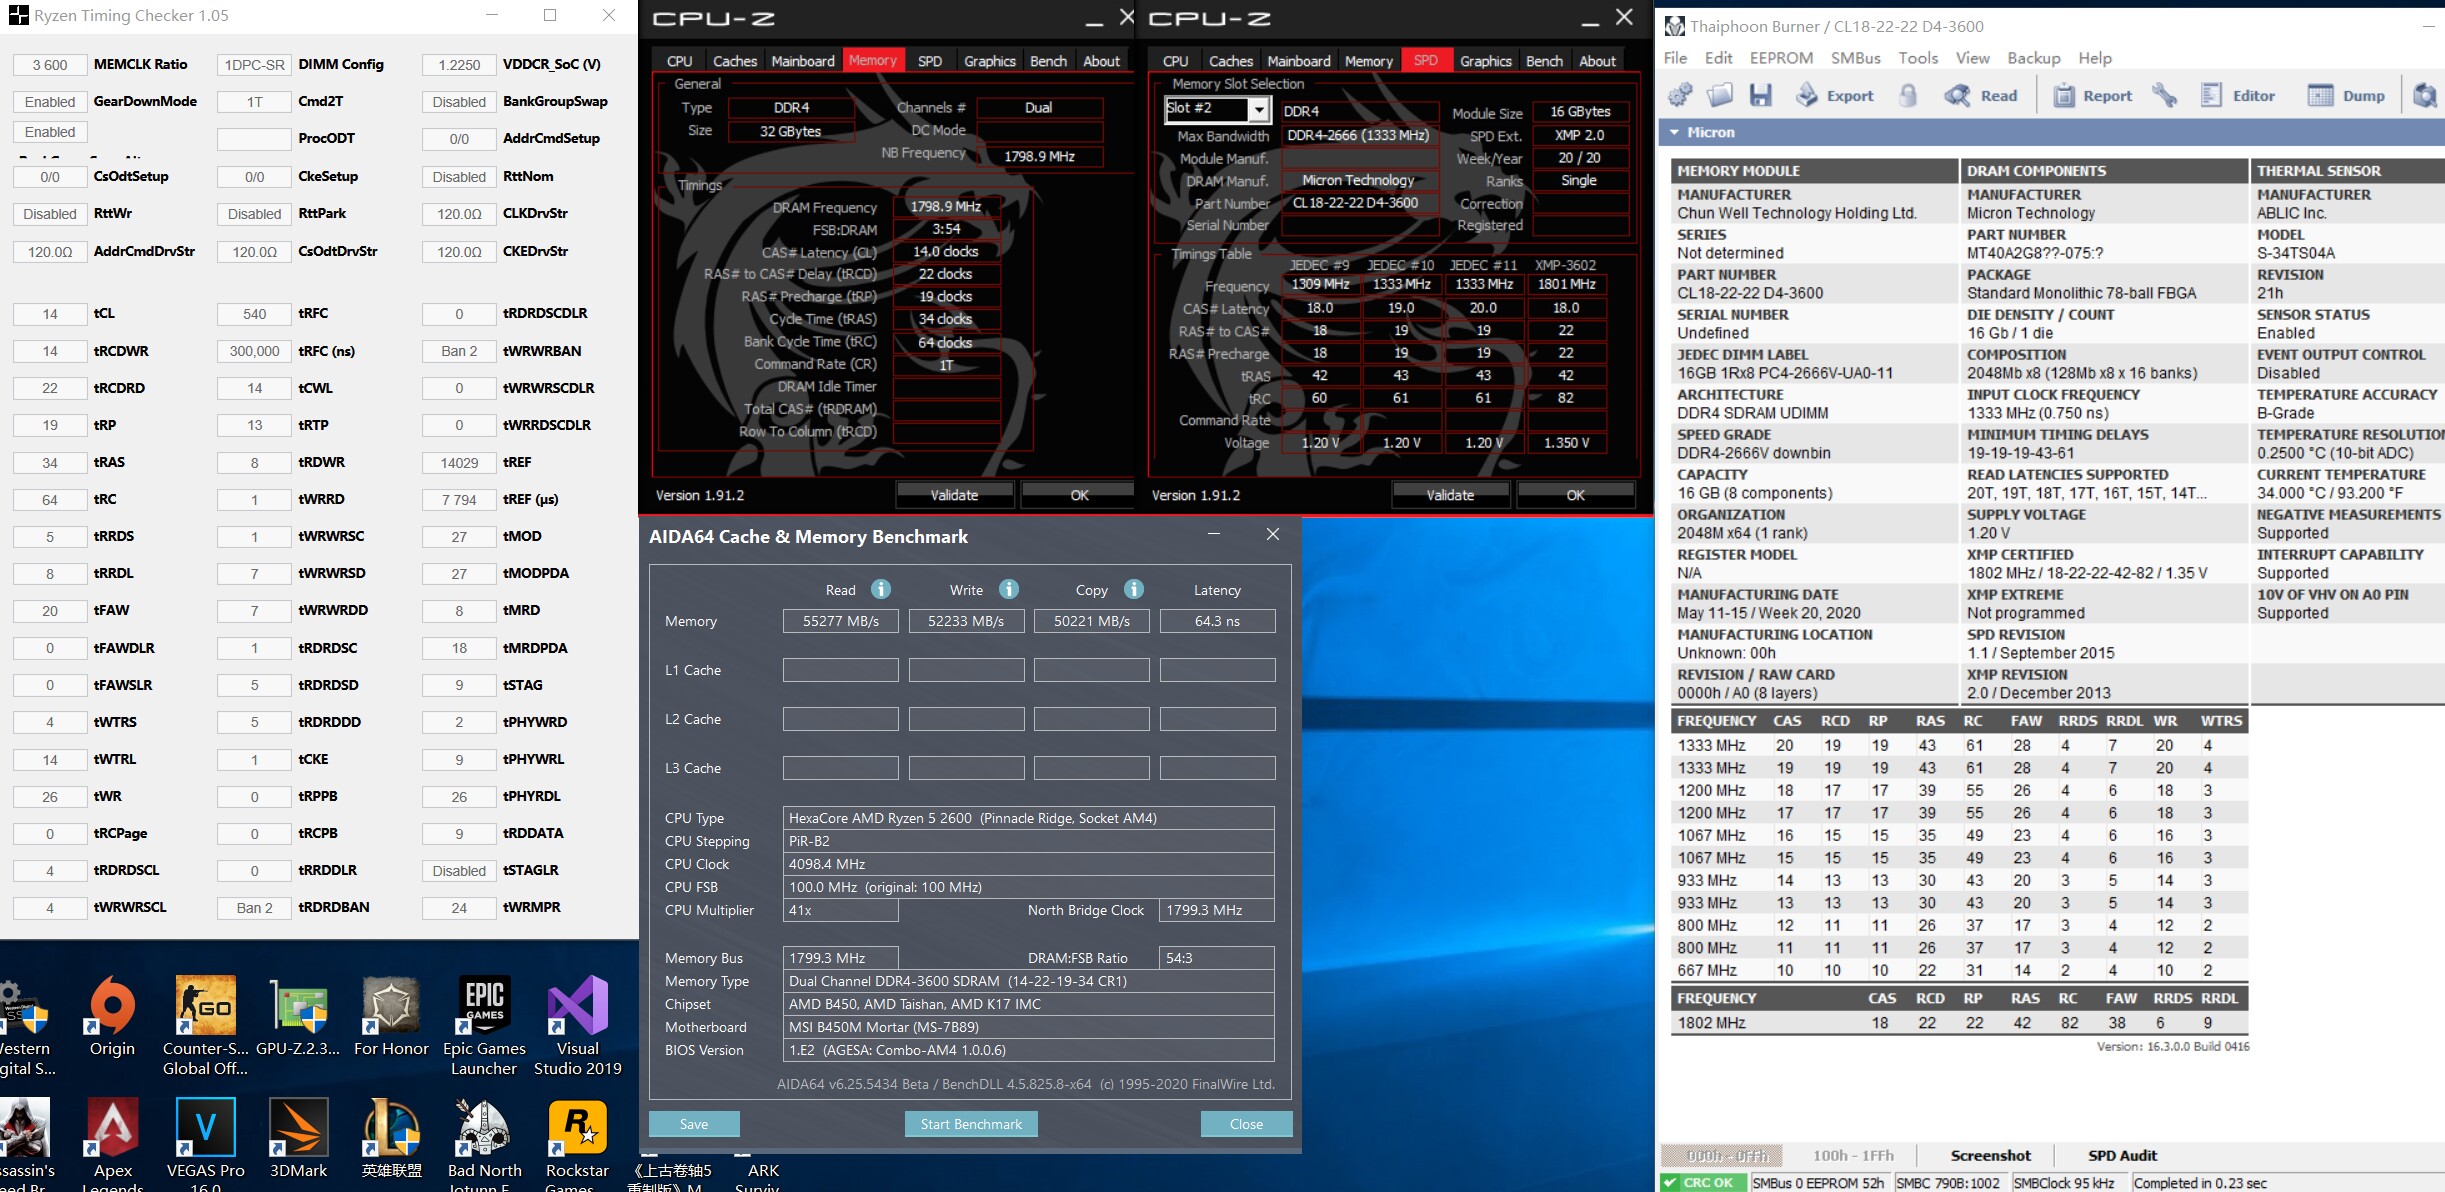 Ryzen Timing Checker 1.05
3 600 MEMCLK Ratio 1DPC-SR DIMM Config 1.2250 VDDCR_SoC (V)
Enabled GearDownMode 1T Cmd2T Disabled BankGroupSwap
Enabled ProcODT 0/0 AddrCmdSetup
0/0 CsOdtSetup 0/0 CkeSetup Disabled RttNom
Disabled RttWr Disabled RttPark 120.0Ω CLKDrvStr
120.0Ω AddrCmdDrvStr 120.0Ω CsOdtDrvStr 120.0Ω CKEDrvStr
14 tCL 540 tRFC 0 tRDRDSCDLR
14 tRCDWR 300,000 tRFC (ns) Ban 2 tWRWRBAN
22 tRCDRD 14 tCWL 0 tWRWRSCDLR
19 tRP 13 tRTP 0 tWRRDSCDLR
34 tRAS 8 tRDWR 14029 tREF
64 tRC 1 tWRRD 7 794 tREF (µs)
5 tRRDS 1 tWRWRSC 27 tMOD
8 tRRDL 7 tWRWRSD 27 tMODPDA
20 tFAW 7 tWRWRDD 8 tMRD
0 tFAWDLR 1 tRDRDSC 18 tMRDPDA
0 tFAWSLR 5 tRDRDSD 9 tSTAG
4 tWTRS 5 tRDRDDD 2 tPHYWRD
14 tWTRL 1 tCKE 9 tPHYWRL
26 tWR 0 tRPPB 26 tPHYRDL
0 tRCPage 0 tRCPB 9 tRDDATA
4 tRDRDSCL 0 tRRDDLR Disabled tSTAGLR
4 tWRWRSCL Ban 2 tRDRDBAN 24 tWRMPR
CPU-Z
CPU Caches Mainboard Memory SPD Graphics Bench About
General
Type DDR4 Channels # Dual
Size 32 GBytes DC Mode
NB Frequency 1798.9 MHz
Timings
DRAM Frequency 1798.9 MHz
FSB:DRAM 3:54
CAS# Latency (CL) 14.0 clocks
RAS# to CAS# Delay (tRCD) 22 clocks
RAS# Precharge (tRP) 19 clocks
Cycle Time (tRAS) 34 clocks
Bank Cycle Time (tRC) 64 clocks
Command Rate (CR) 1T
DRAM Idle Timer
Total CAS# (tRDRAM)
Row To Column (tRCD)
Version 1.91.2 Validate OK
CPU-Z
CPU Caches Mainboard Memory SPD Graphics Bench About
Memory Slot Selection
Slot #2 DDR4 Module Size 16 GBytes
Max Bandwidth DDR4-2666 (1333 MHz) SPD Ext. XMP 2.0
Module Manuf. Week/Year 20 / 20
DRAM Manuf. Micron Technology Ranks Single
Part Number CL18-22-22 D4-3600 Correction
Serial Number Registered
Timings Table
JEDEC #9 JEDEC #10 JEDEC #11 XMP-3602
Frequency 1309 MHz 1333 MHz 1333 MHz 1801 MHz
CAS# Latency 18.0 19.0 20.0 18.0
RAS# to CAS# 18 19 19 22
RAS# Precharge 18 19 19 22
tRAS 42 43 43 42
tRC 60 61 61 82
Command Rate
Voltage 1.20 V 1.20 V 1.20 V 1.350 V
Version 1.91.2 Validate OK
AIDA64 Cache & Memory Benchmark
Read Write Copy Latency
Memory 55277 MB/s 52233 MB/s 50221 MB/s 64.3 ns
L1 Cache
L2 Cache
L3 Cache
CPU Type HexaCore AMD Ryzen 5 2600 (Pinnacle Ridge, Socket AM4)
CPU Stepping PiR-B2
CPU Clock 4098.4 MHz
CPU FSB 100.0 MHz (original: 100 MHz)
CPU Multiplier 41x North Bridge Clock 1799.3 MHz
Memory Bus 1799.3 MHz DRAM:FSB Ratio 54:3
Memory Type Dual Channel DDR4-3600 SDRAM (14-22-19-34 CR1)
Chipset AMD B450, AMD Taishan, AMD K17 IMC
Motherboard MSI B450M Mortar (MS-7B89)
BIOS Version 1.E2 (AGESA: Combo-AM4 1.0.0.6)
AIDA64 v6.25.5434 Beta / BenchDLL 4.5.825.8-x64 (c) 1995-2020 FinalWire Ltd.
Save Start Benchmark Close
Thaiphoon Burner / CL18-22-22 D4-3600
File Edit EEPROM SMBus Tools View Backup Help
Export Read Report Editor Dump
Micron
MEMORY MODULE DRAM COMPONENTS THERMAL SENSOR
MANUFACTURER MANUFACTURER MANUFACTURER
Chun Well Technology Holding Ltd. Micron Technology ABLIC Inc.
SERIES PART NUMBER MODEL
Not determined MT40A2G8??-075:? S-34TS04A
PART NUMBER PACKAGE REVISION
CL18-22-22 D4-3600 Standard Monolithic 78-ball FBGA 21h
SERIAL NUMBER DIE DENSITY / COUNT SENSOR STATUS
Undefined 16 Gb / 1 die Enabled
JEDEC DIMM LABEL COMPOSITION EVENT OUTPUT CONTROL
16GB 1Rx8 PC4-2666V-UA0-11 2048Mb x8 (128Mb x8 x 16 banks) Disabled
ARCHITECTURE INPUT CLOCK FREQUENCY TEMPERATURE ACCURACY
DDR4 SDRAM UDIMM 1333 MHz (0.750 ns) B-Grade
SPEED GRADE MINIMUM TIMING DELAYS TEMPERATURE RESOLUTION
DDR4-2666V downbin 19-19-19-43-61 0.2500 °C (10-bit ADC)
CAPACITY READ LATENCIES SUPPORTED CURRENT TEMPERATURE
16 GB (8 components) 20T, 19T, 18T, 17T, 16T, 15T, 14T... 34.000 °C / 93.200 °F
ORGANIZATION SUPPLY VOLTAGE NEGATIVE MEASUREMENTS
2048M x64 (1 rank) 1.20 V Supported
REGISTER MODEL XMP CERTIFIED INTERRUPT CAPABILITY
N/A 1802 MHz / 18-22-22-42-82 / 1.35 V Supported
MANUFACTURING DATE XMP EXTREME 10V OF VHV ON A0 PIN
May 11-15 / Week 20, 2020 Not programmed Supported
MANUFACTURING LOCATION SPD REVISION
Unknown: 00h 1.1 / September 2015
REVISION / RAW CARD XMP REVISION
0000h / A0 (8 layers) 2.0 / December 2013
FREQUENCY CAS RCD RP RAS RC FAW RRDS RRDL WR WTRS
1333 MHz 20 19 19 43 61 28 4 7 20 4
1333 MHz 19 19 19 43 61 28 4 7 20 4
1200 MHz 18 17 17 39 55 26 4 6 18 3
1200 MHz 17 17 17 39 55 26 4 6 18 3
1067 MHz 16 15 15 35 49 23 4 6 16 3
1067 MHz 15 15 15 35 49 23 4 6 16 3
933 MHz 14 13 13 30 43 20 3 5 14 3
933 MHz 13 13 13 30 43 20 3 5 14 3
800 MHz 12 11 11 26 37 17 3 4 12 2
800 MHz 11 11 11 26 37 17 3 4 12 2
667 MHz 10 10 10 22 31 14 2 4 10 2
FREQUENCY CAS RCD RP RAS RC FAW RRDS RRDL
1802 MHz 18 22 22 42 82 38 6 9
Version: 16.3.0.0 Build 0416
000h - 0FFh 100h - 1FFh Screenshot SPD Audit
CRC OK SMBus 0 EEPROM 52h SMBC 790B:1002 SMBClock 95 kHz Completed in 0.23 sec
GO EPIC GAMES
estern Origin Counter-S... GPU-Z.2.3... For Honor Epic Games Visual
gital S... Global Off... Launcher Studio 2019
V R
ssassin's Apex VEGAS Pro 3DMark 英雄联盟 Bad North Rockstar 《上古卷轴5 ARK
ed Br... Legends 16.0 Jotunn E... Games ... 重制版》M... Surviv...